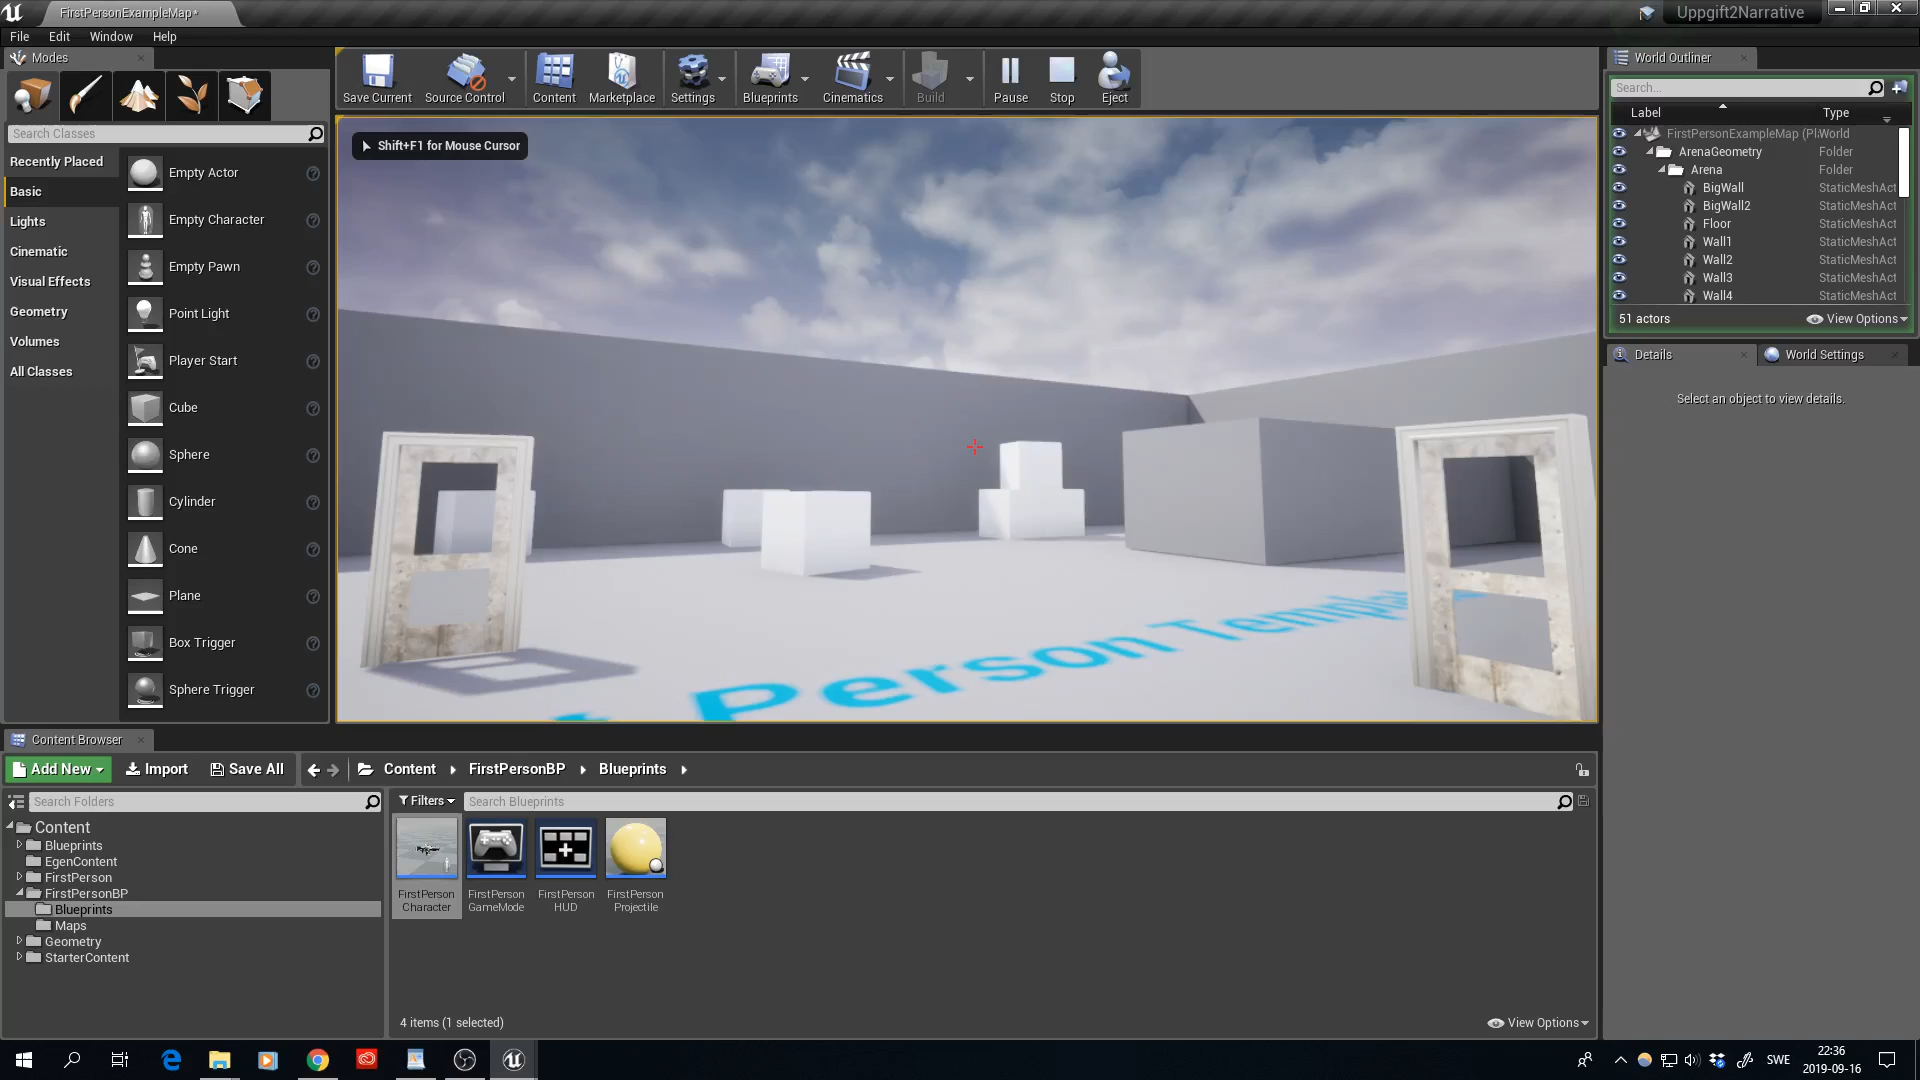 FirstPersonExampleMap*
Uppgift2Narrative
File Edit Window Help
Modes
Search Classes
Recently Placed
Basic
Lights
Cinematic
Visual Effects
Geometry
Volumes
All Classes
Empty Actor
Empty Character
Empty Pawn
Point Light
Player Start
Cube
Sphere
Cylinder
Cone
Plane
Box Trigger
Sphere Trigger
Save Current
Source Control
Content
Marketplace
Settings
Blueprints
Cinematics
Build
Pause
Stop
Eject
Shift+F1 for Mouse Cursor
Person Template
World Outliner
Search...
Label Type
FirstPersonExampleMap (Pl World
ArenaGeometry Folder
Arena Folder
BigWall StaticMeshAct
BigWall2 StaticMeshAct
Floor StaticMeshAct
Wall1 StaticMeshAct
Wall2 StaticMeshAct
Wall3 StaticMeshAct
Wall4 StaticMeshAct
51 actors View Options
Details World Settings
Select an object to view details.
Content Browser
Add New Import Save All Content FirstPersonBP Blueprints
Search Folders
Filters Search Blueprints
Content
Blueprints
EgenContent
FirstPerson
FirstPersonBP
Blueprints
Maps
Geometry
StarterContent
FirstPerson
Character
FirstPerson
GameMode
FirstPerson
HUD
FirstPerson
Projectile
4 items (1 selected) View Options
SWE
22:36
2019-09-16